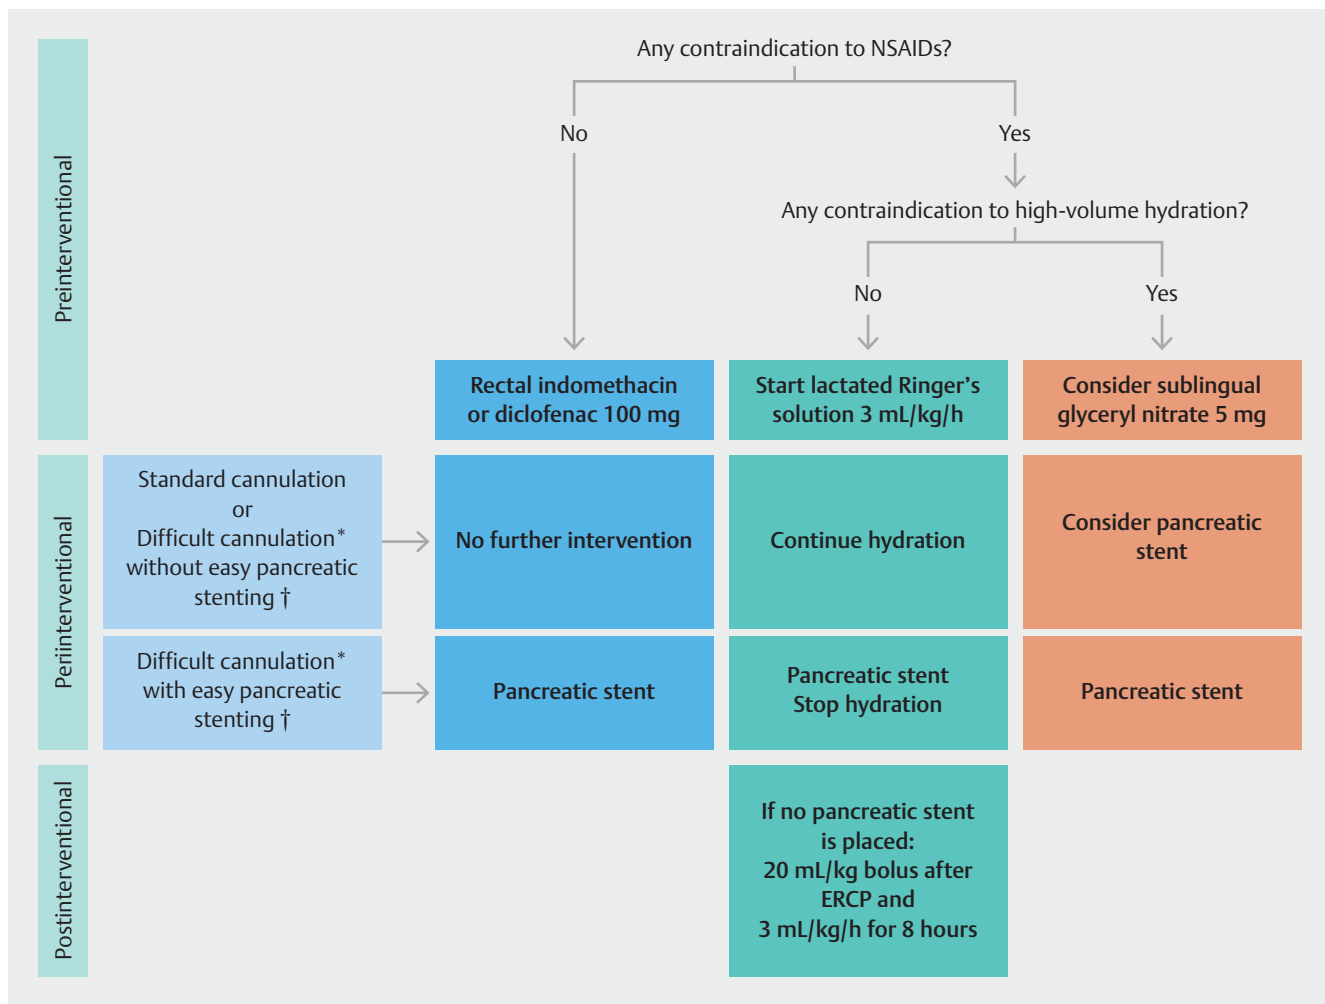 Any contraindication to NSAIDs?
No
Yes
Any contraindication to high-volume hydration?
No
Yes
Preinterventional
Rectal indomethacin
or diclofenac 100 mg
Start lactated Ringer’s
solution 3 mL/kg/h
Consider sublingual
glyceryl nitrate 5 mg
Periinterventional
Standard cannulation
or
Difficult cannulation*
without easy pancreatic
stenting †
No further intervention
Continue hydration
Consider pancreatic
stent
Difficult cannulation*
with easy pancreatic
stenting †
Pancreatic stent
Pancreatic stent
Stop hydration
Pancreatic stent
Postinterventional
If no pancreatic stent
is placed:
20 mL/kg bolus after
ERCP and
3 mL/kg/h for 8 hours